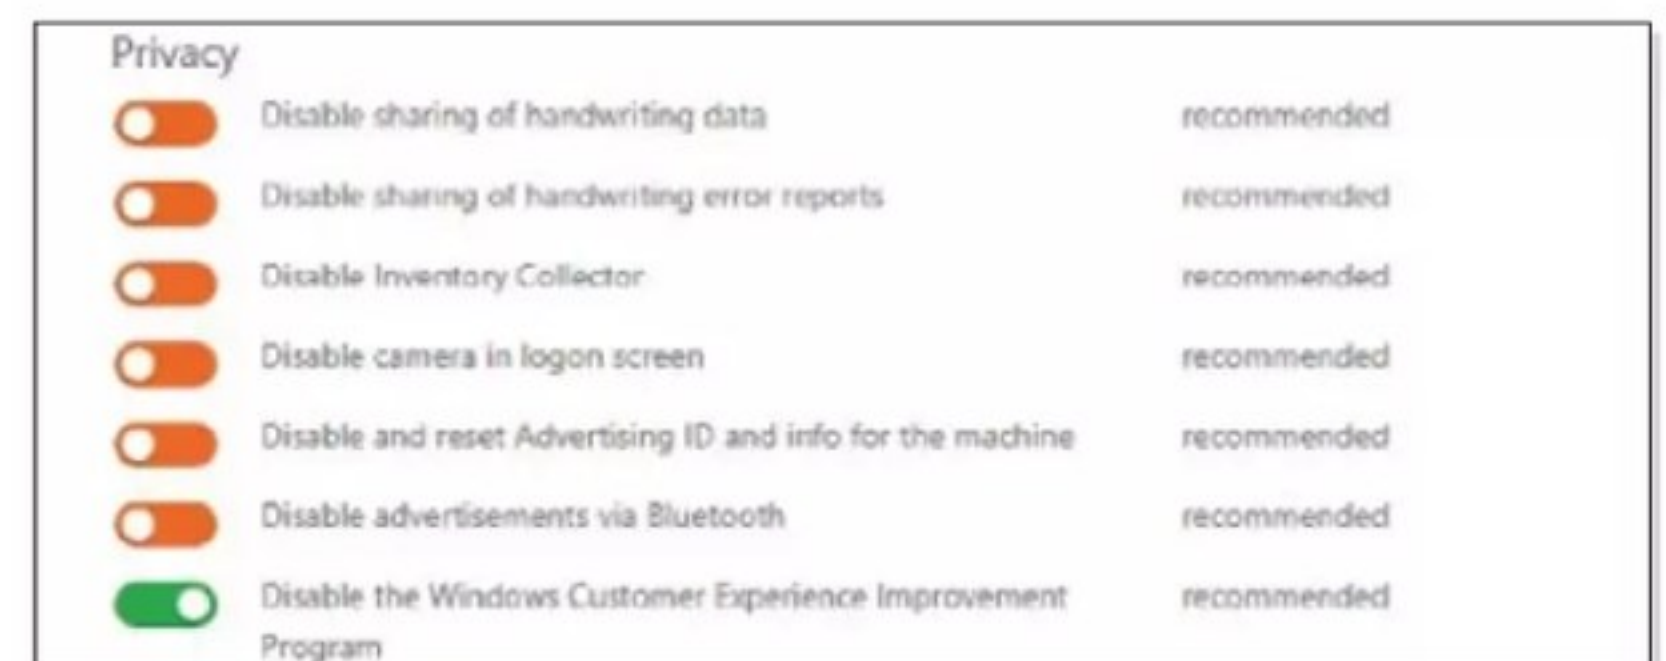 Privacy
Disable sharing of handwriting data recommended
Disable sharing of handwriting error reports recommended
Disable Inventory Collector recommended
Disable camera in logon screen recommended
Disable and reset Advertising ID and info for the machine recommended
Disable advertisements via Bluetooth recommended
Disable the Windows Customer Experience Improvement recommended
Program